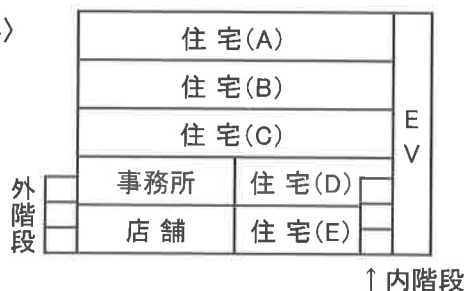 〉
住 宅(A)
住 宅(B)
住 宅(C)
EV
事務所
住 宅(D)
店 舗
住 宅(E)
外階段
↑内階段